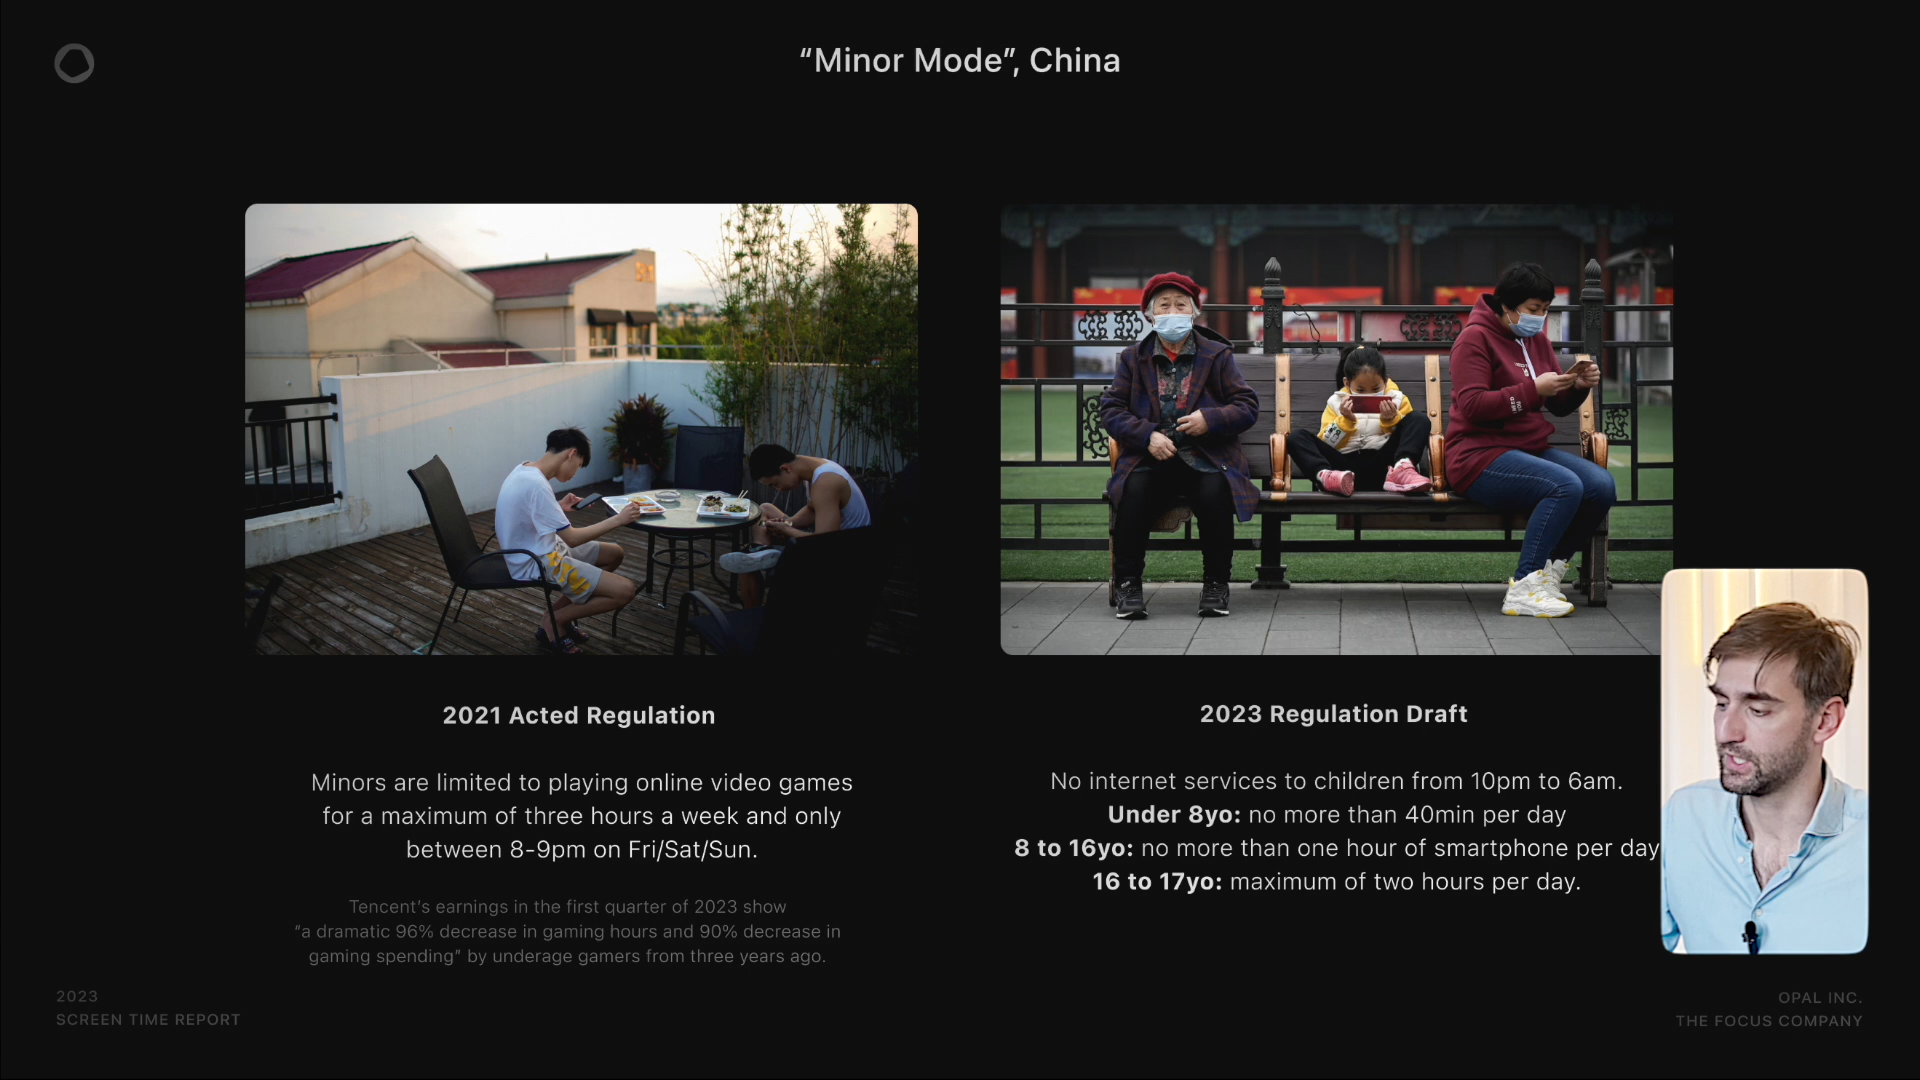 “Minor Mode”, China
2021 Acted Regulation
Minors are limited to playing online video games
for a maximum of three hours a week and only
between 8-9pm on Fri/Sat/Sun.
Tencent’s earnings in the first quarter of 2023 show
“a dramatic 96% decrease in gaming hours and 90% decrease in
gaming spending” by underage gamers from three years ago.
2023 Regulation Draft
No internet services to children from 10pm to 6am.
Under 8yo: no more than 40min per day
8 to 16yo: no more than one hour of smartphone per day
16 to 17yo: maximum of two hours per day.
2023
SCREEN TIME REPORT
OPAL INC.
THE FOCUS COMPANY